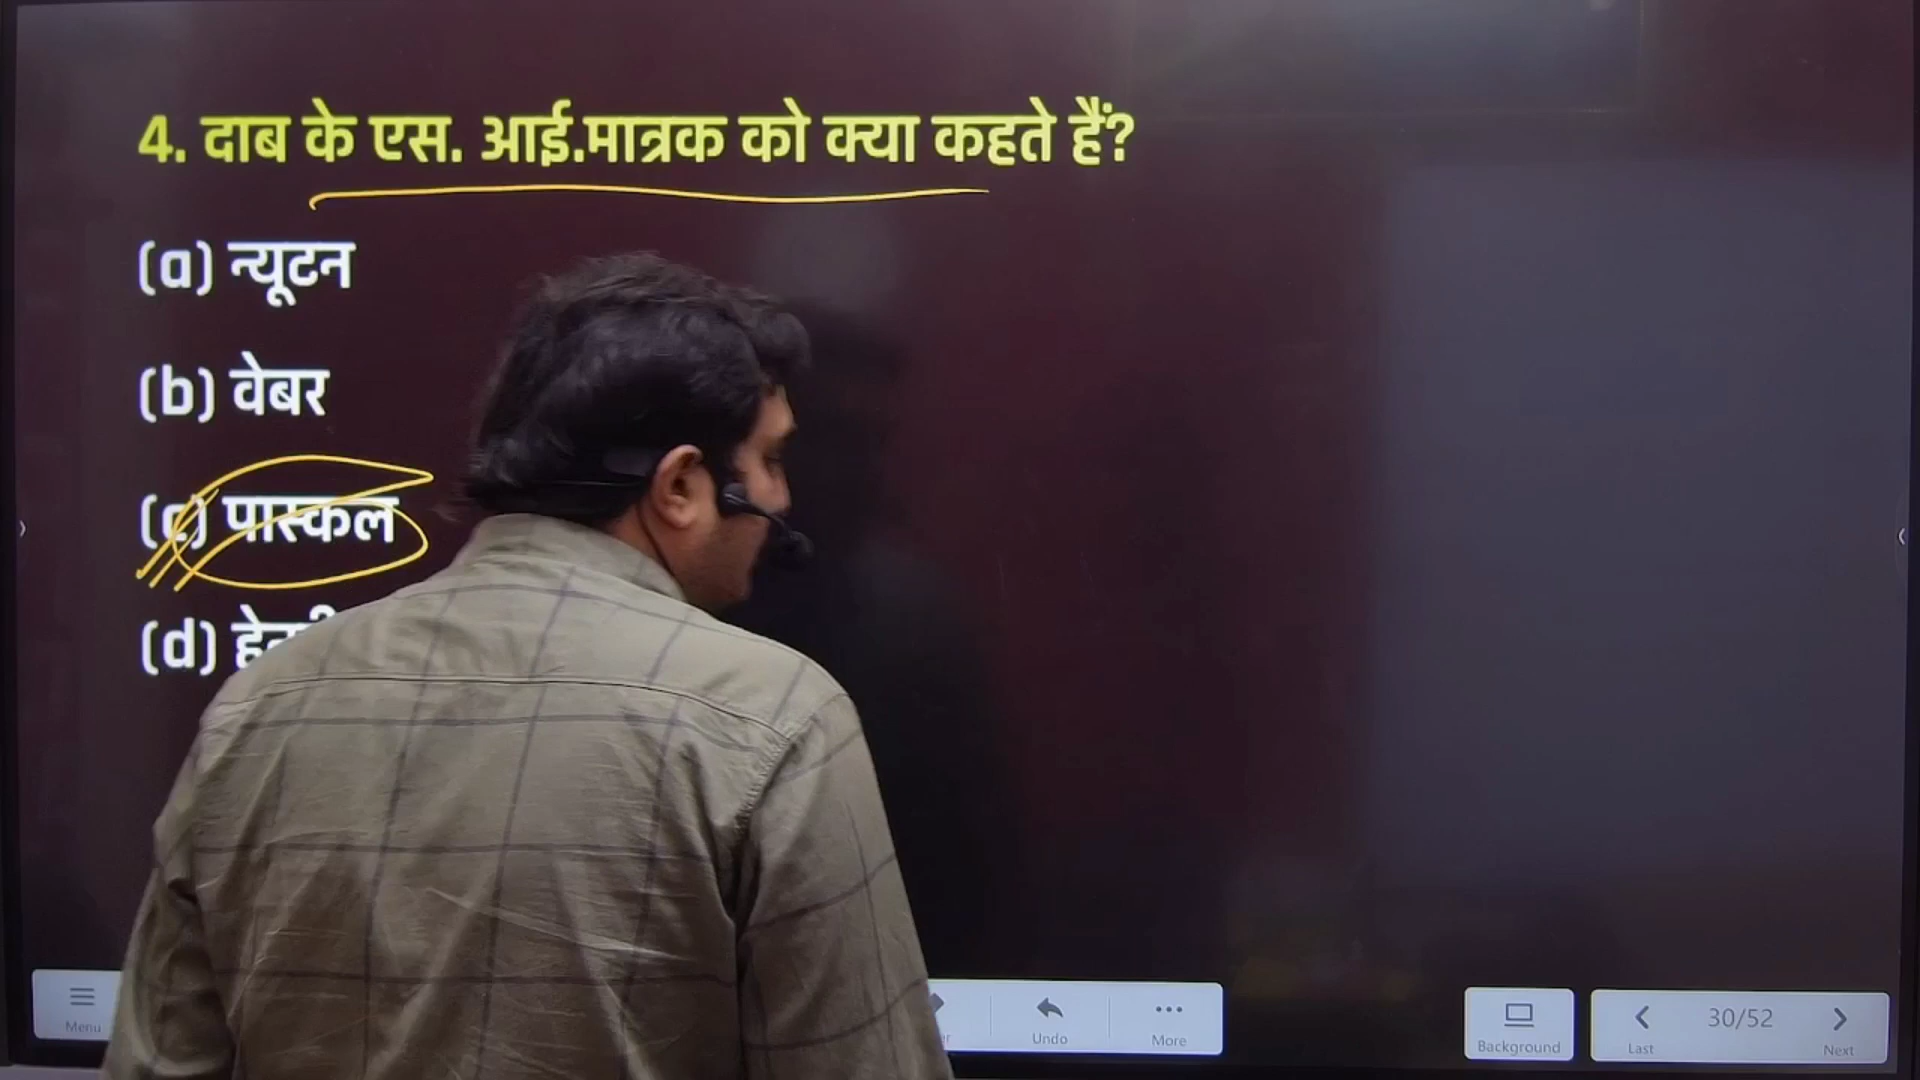 4. दाब के एस. आई.मात्रक को क्या कहते हैं?
(a) न्यूटन
(b) वेबर
(c) पास्कल
(d)
Menu
Undo
More
Background
Last
30/52
Next